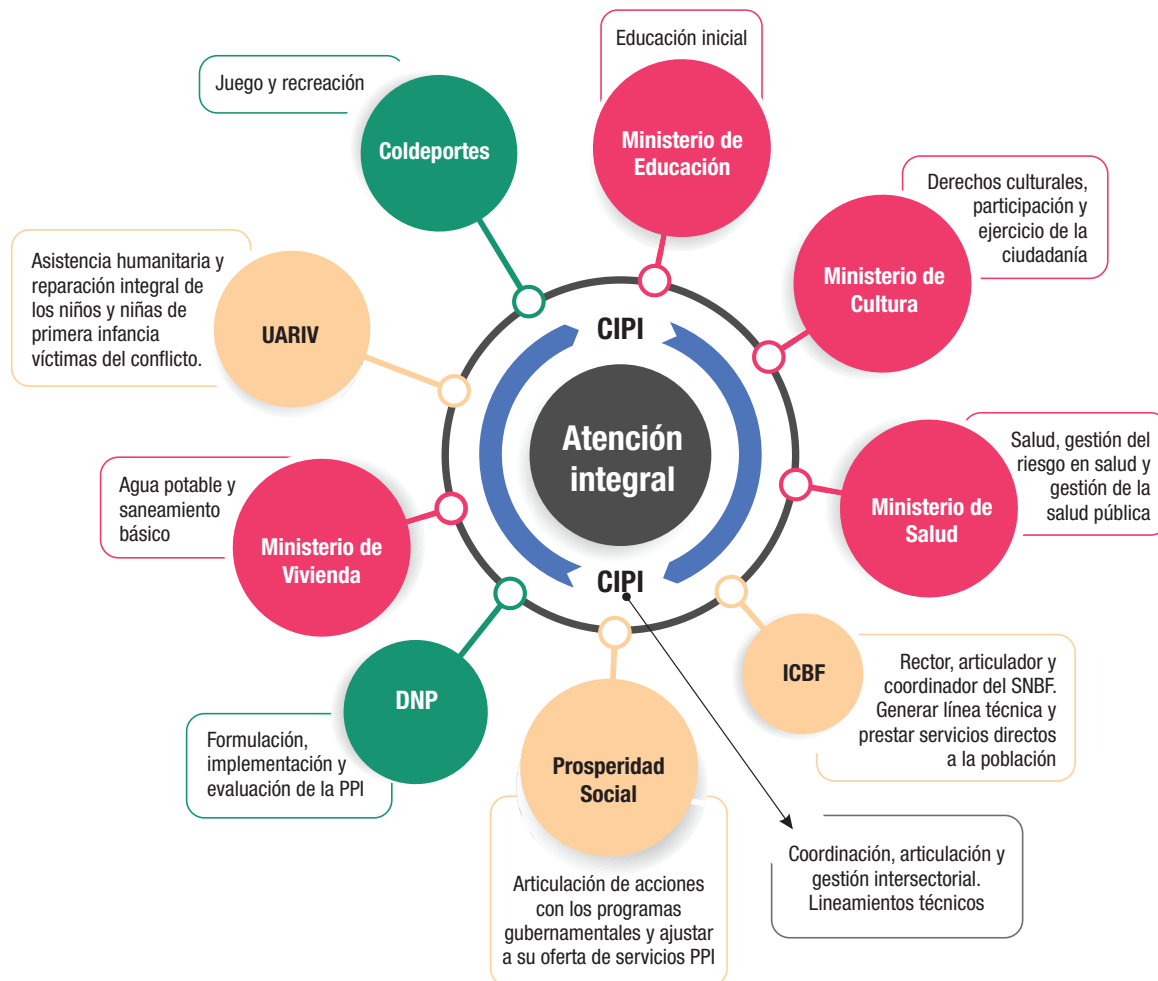 Educación inicial
Ministerio de
Educación
Juego y recreación
Coldeportes
Derechos culturales,
participación y
ejercicio de la
ciudadanía
Ministerio de
Cultura
Asistencia humanitaria y
reparación integral de
los niños y niñas de
primera infancia
víctimas del conflicto.
UARIV
CIPI
Atención
integral
CIPI
Salud, gestión del
riesgo en salud y
gestión de la
salud pública
Ministerio de
Salud
Agua potable y
saneamiento
básico
Ministerio de
Vivienda
ICBF
Rector, articulador y
coordinador del SNBF.
Generar línea técnica y
prestar servicios directos
a la población
DNP
Formulación,
implementación y
evaluación de la PPI
Prosperidad
Social
Articulación de acciones
con los programas
gubernamentales y ajustar
a su oferta de servicios PPI
Coordinación, articulación y
gestión intersectorial.
Lineamientos técnicos